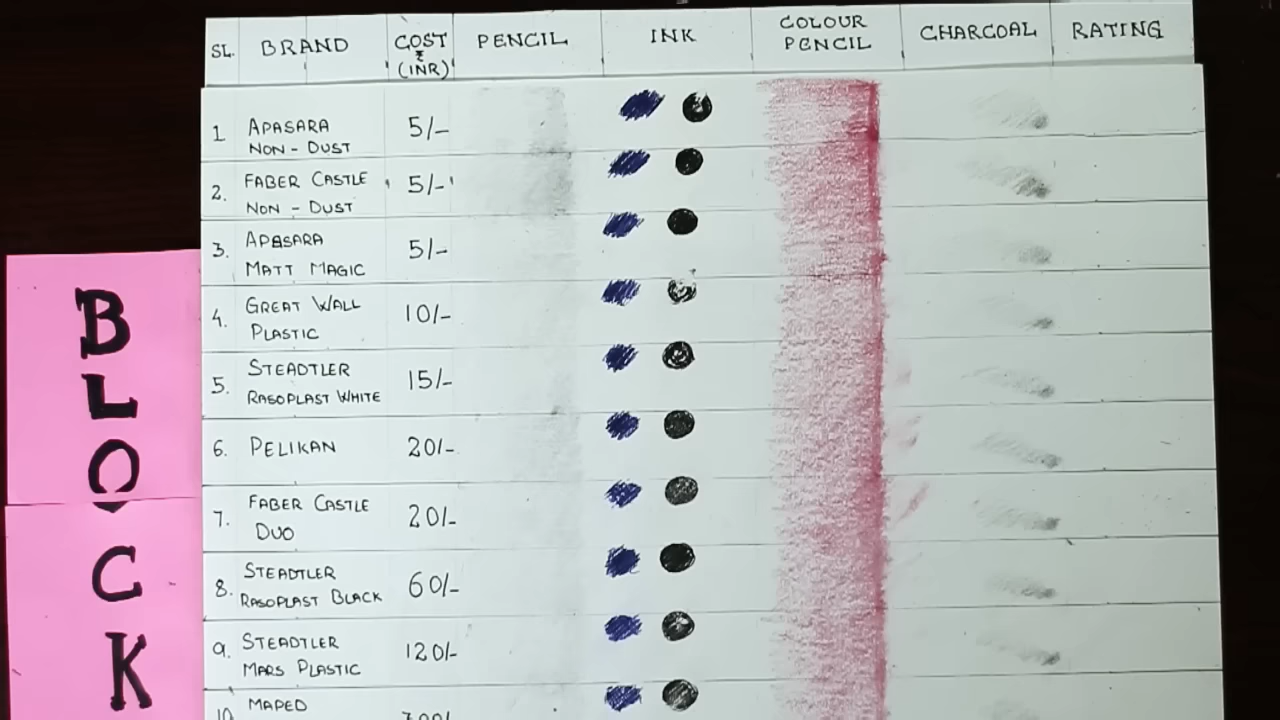 SL. BRAND COST ₹ (INR) PENCIL INK COLOUR PENCIL CHARCOAL RATING
1. APASARA NON - DUST 5/-
2. FABER CASTLE NON - DUST 5/-
3. APASARA MATT MAGIC 5/-
4. GREAT WALL PLASTIC 10/-
5. STEADTLER RASOPLAST WHITE 15/-
6. PELIKAN 20/-
7. FABER CASTLE DUO 20/-
8. STEADTLER RASOPLAST BLACK 60/-
9. STEADTLER MARS PLASTIC 120/-
10 MAPED
B
L
O
C
K